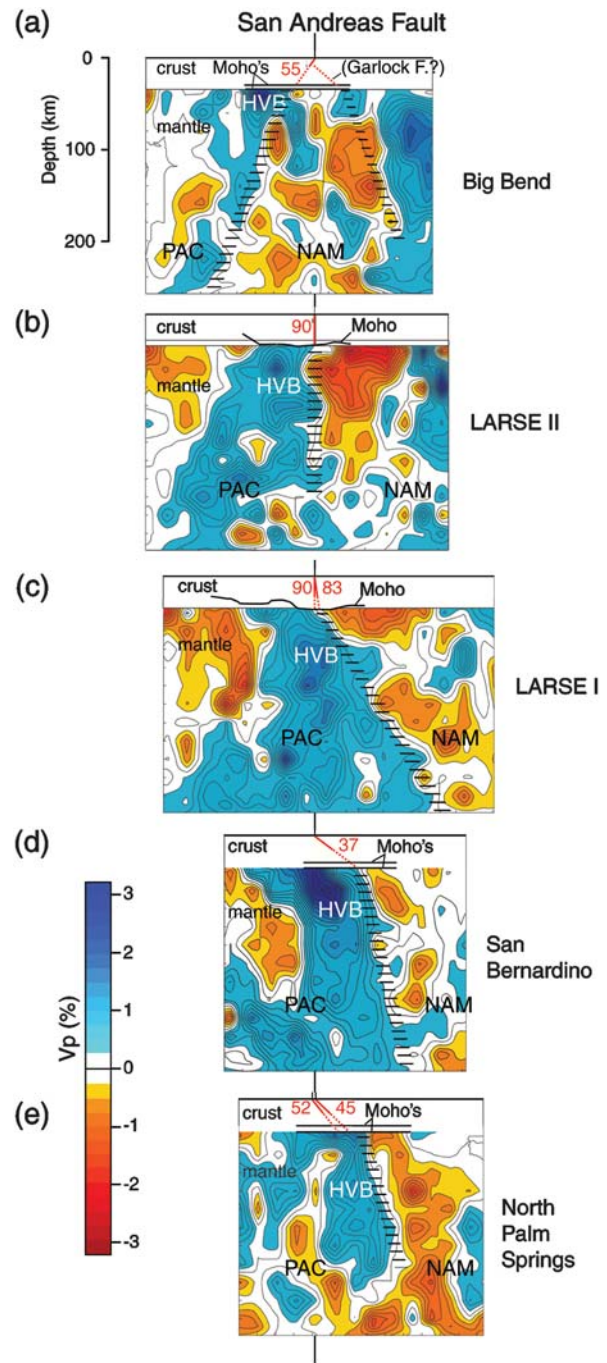 San Andreas Fault
(a)
0
100
200
Depth (km)
crust Moho's 55 (Garlock F.?)
HVB
mantle
PAC NAM
Big Bend
(b)
crust 90 Moho
mantle HVB
PAC NAM
LARSE II
(c)
crust 90 83 Moho
mantle
HVB
PAC NAM
LARSE I
(d)
crust 37 Moho's
mantle HVB
PAC NAM
San
Bernardino
3
2
1
0
-1
-2
-3
Vp (%)
(e)
crust 52 45 Moho's
mantle
HVB
PAC NAM
North
Palm
Springs